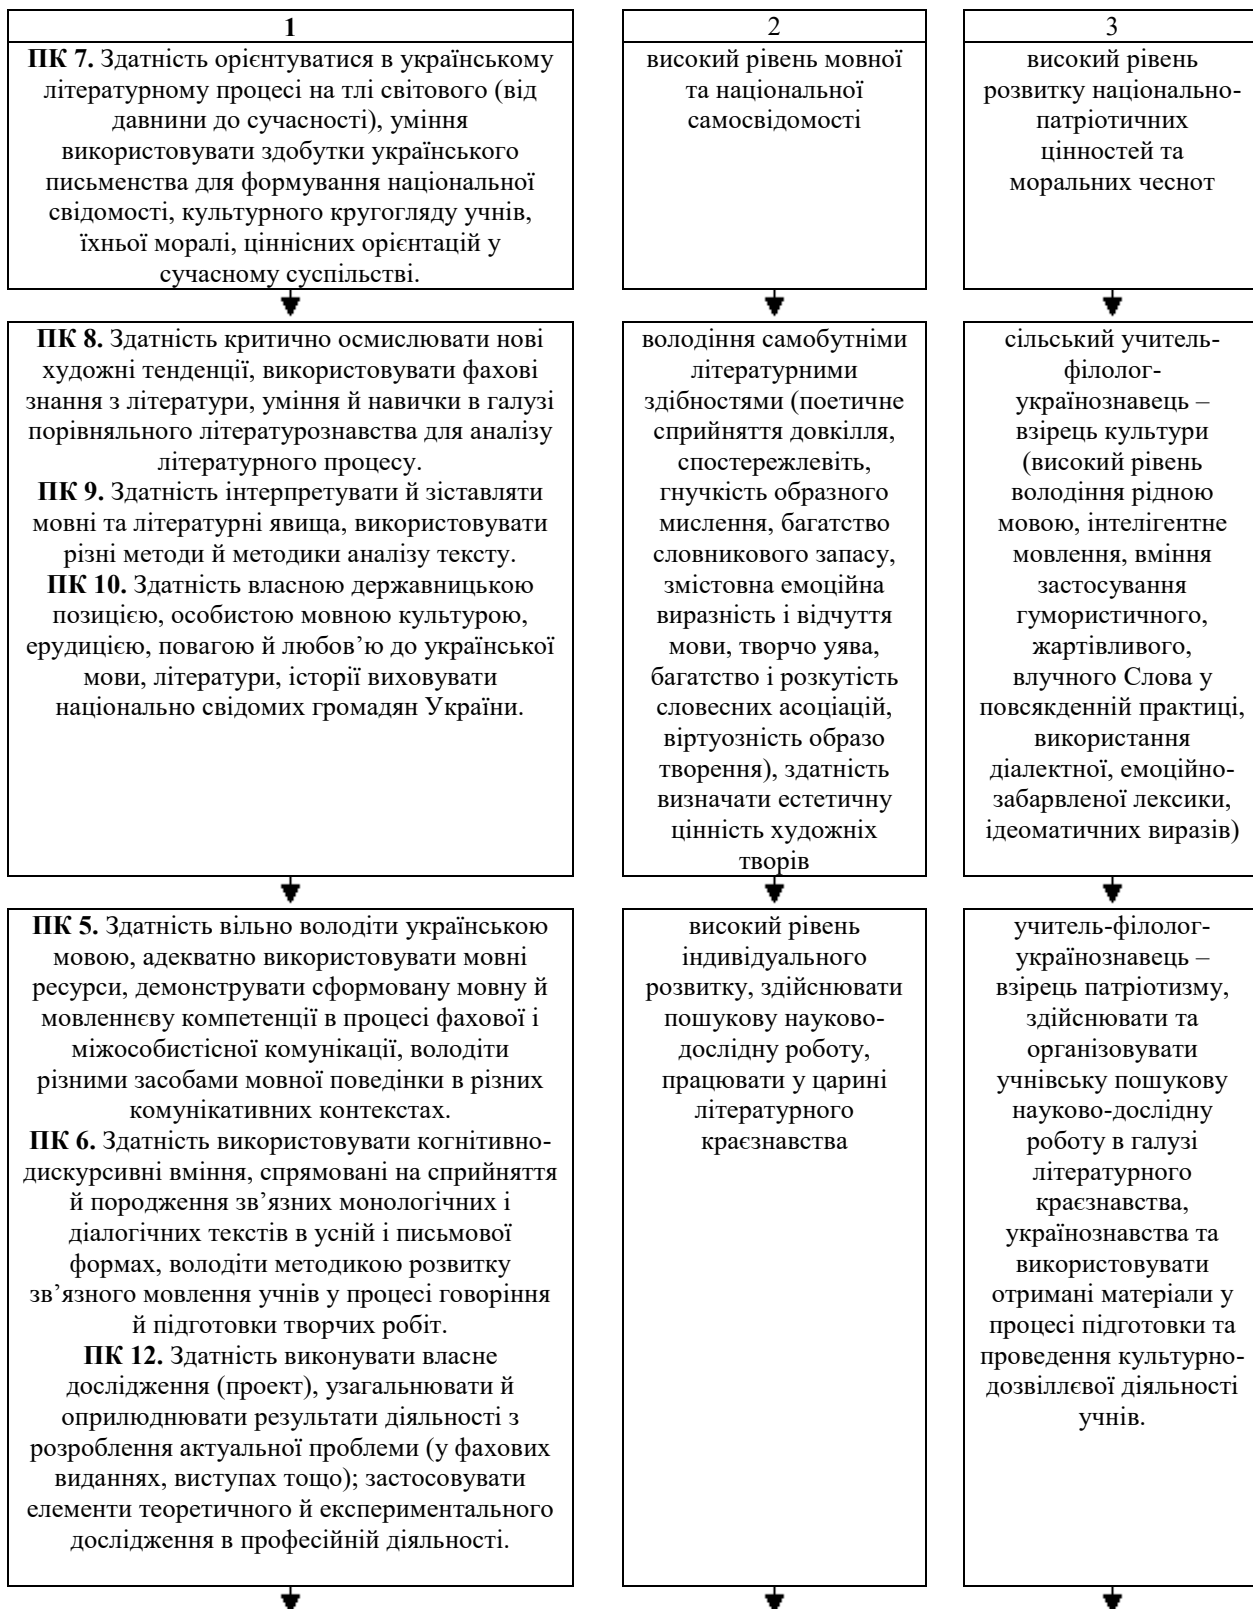 1
ПК 7. Здатність орієнтуватися в українському
літературному процесі на тлі світового (від
давнини до сучасності), уміння
використовувати здобутки українського
письменства для формування національної
свідомості, культурного кругогляду учнів,
їхньої моралі, ціннісних орієнтацій у
сучасному суспільстві.
2
високий рівень мовної
та національної
самосвідомості
3
високий рівень
розвитку національно-
патріотичних
цінностей та
моральних чеснот
ПК 8. Здатність критично осмислювати нові
художні тенденції, використовувати фахові
знання з літератури, уміння й навички в галузі
порівняльного літературознавства для аналізу
літературного процесу.
ПК 9. Здатність інтерпретувати й зіставляти
мовні та літературні явища, використовувати
різні методи й методики аналізу тексту.
ПК 10. Здатність власною державницькою
позицією, особистою мовною культурою,
ерудицією, повагою й любов’ю до української
мови, літератури, історії виховувати
національно свідомих громадян України.
володіння самобутніми
літературними
здібностями (поетичне
сприйняття довкілля,
спостережлевіть,
гнучкість образного
мислення, багатство
словникового запасу,
змістовна емоційна
виразність і відчуття
мови, творчо уява,
багатство і розкутість
словесних асоціацій,
віртуозність образо
творення), здатність
визначати естетичну
цінність художніх
творів
сільський учитель-
філолог-
українознавець –
взірець культури
(високий рівень
володіння рідною
мовою, інтелігентне
мовлення, вміння
застосування
гумористичного,
жартівливого,
влучного Слова у
повсякденній практиці,
використання
діалектної, емоційно-
забарвленої лексики,
ідеоматичних виразів)
ПК 5. Здатність вільно володіти українською
мовою, адекватно використовувати мовні
ресурси, демонструвати сформовану мовну й
мовленнєву компетенції в процесі фахової і
міжособистісної комунікації, володіти
різними засобами мовної поведінки в різних
комунікативних контекстах.
ПК 6. Здатність використовувати когнітивно-
дискурсивні вміння, спрямовані на сприйняття
й породження зв’язних монологічних і
діалогічних текстів в усній і письмової
формах, володіти методикою розвитку
зв’язного мовлення учнів у процесі говоріння
й підготовки творчих робіт.
ПК 12. Здатність виконувати власне
дослідження (проект), узагальнювати й
оприлюднювати результати діяльності з
розроблення актуальної проблеми (у фахових
виданнях, виступах тощо); застосовувати
елементи теоретичного й експериментального
дослідження в професійній діяльності.
високий рівень
індивідуального
розвитку, здійснювати
пошукову науково-
дослідну роботу,
працювати у царині
літературного
краєзнавства
учитель-філолог-
українознавець –
взірець патріотизму,
здійснювати та
організовувати
учнівську пошукову
науково-дослідну
роботу в галузі
літературного
краєзнавства,
українознавства та
використовувати
отримані матеріали у
процесі підготовки та
проведення культурно-
дозвіллєвої діяльності
учнів.